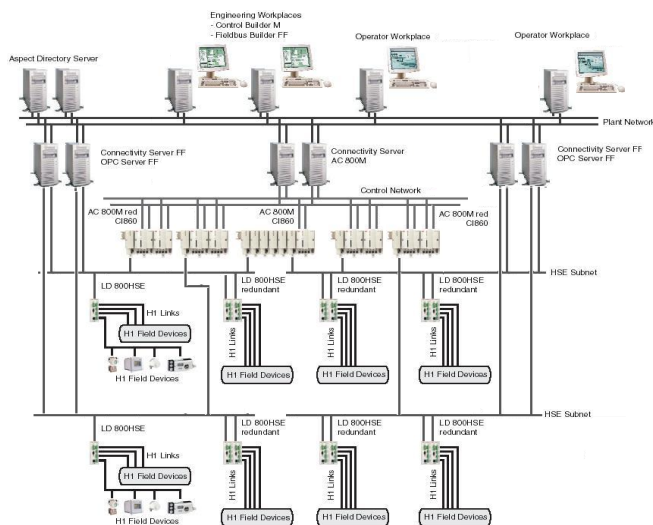 Engineering Workplaces
- Control Builder M
- Fieldbus Builder FF
Operator Workplace
Operator Workplace
Aspect Directory Server
Plant Network
Connectivity Server FF
OPC Server FF
Connectivity Server
AC 800M
Connectivity Server FF
OPC Server FF
Control Network
AC 800M red
CI860
AC 800M
CI860
AC 800M red
CI860
HSE Subnet
LD 800HSE
LD 800HSE
redundant
LD 800HSE
redundant
LD 800HSE
redundant
H1 Links
H1 Links
H1 Links
H1 Links
H1 Field Devices
H1 Field Devices
H1 Field Devices
H1 Field Devices
H1 Field Devices
HSE Subnet
LD 800HSE
LD 800HSE
redundant
LD 800HSE
redundant
LD 800HSE
redundant
H1 Links
H1 Links
H1 Links
H1 Links
H1 Field Devices
H1 Field Devices
H1 Field Devices
H1 Field Devices
H1 Field Devices